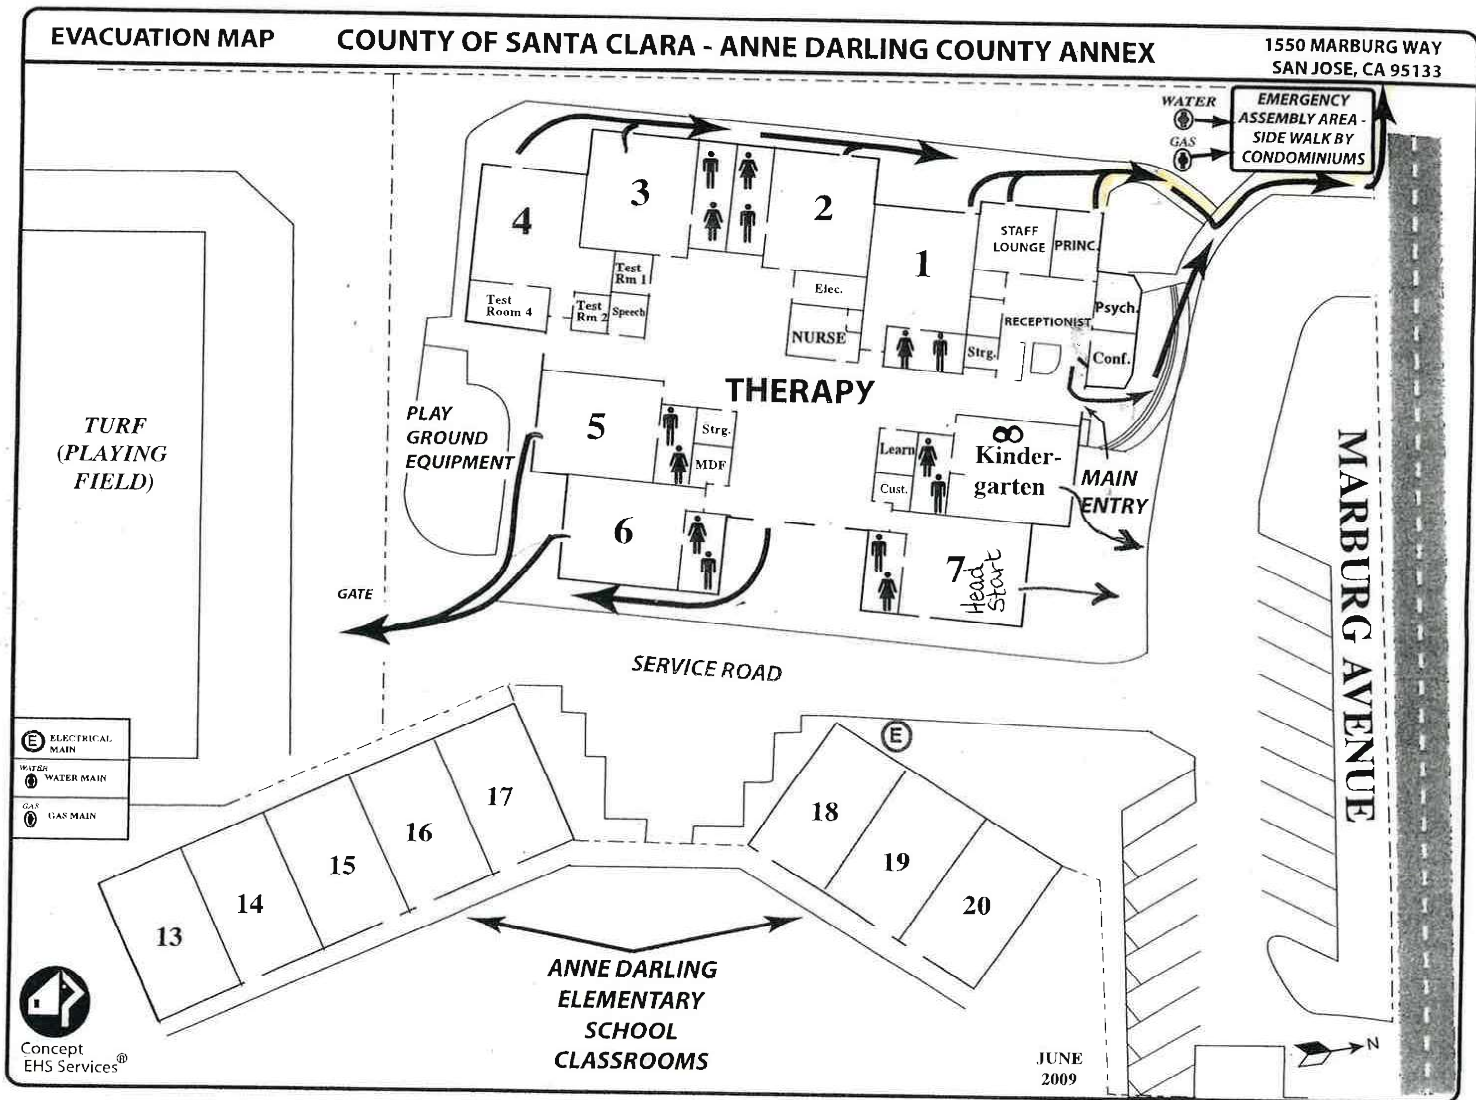 EVACUATION MAP
COUNTY OF SANTA CLARA - ANNE DARLING COUNTY ANNEX
1550 MARBURG WAY
SAN JOSE, CA 95133
WATER
GAS
EMERGENCY
ASSEMBLY AREA -
SIDE WALK BY
CONDOMINIUMS
4
3
2
1
STAFF
LOUNGE
PRINC.
Test
Rm 1
Test
Room 4
Test
Rm 2
Speech
Elec.
NURSE
Strg.
RECEPTIONIST
Psych.
Conf.
THERAPY
TURF
(PLAYING
FIELD)
PLAY
GROUND
EQUIPMENT
5
Strg.
MDF
Learn
Cust.
8
Kinder-
garten
MAIN
ENTRY
6
7
Head
Start
GATE
SERVICE ROAD
MARBURG AVENUE
E ELECTRICAL
MAIN
WATER
WATER MAIN
GAS
GAS MAIN
E
13
14
15
16
17
18
19
20
ANNE DARLING
ELEMENTARY
SCHOOL
CLASSROOMS
Concept
EHS Services®
JUNE
2009
N